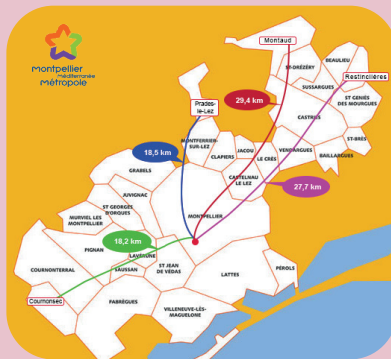 montpellier
méditerranée
métropole
Montaud
ST-DRÉZÉRY
BEAULIEU
Restinclières
SUSSARGUES
ST GENIÈS
DES MOURGUES
Prades-
le-Lez
29,4 km
CASTRIES
MONTFERRIER-
SUR-LEZ
ST-BRÈS
18,5 km
CLAPIERS
JACOU
VENDARGUES
BAILLARGUES
LE CRÈS
GRABELS
CASTELNAU
LE LEZ
27,7 km
JUVIGNAC
ST GEORGES
D'ORQUES
MURVIEL LES
MONTPELLIER
MONTPELLIER
18,2 km
PIGNAN
LAVÉRUNE
COURNONTERRAL
SAUSSAN
ST JEAN
DE VÉDAS
LATTES
PÉROLS
Cournonsec
FABRÈGUES
VILLENEUVE-LÈS-
MAGUELONE